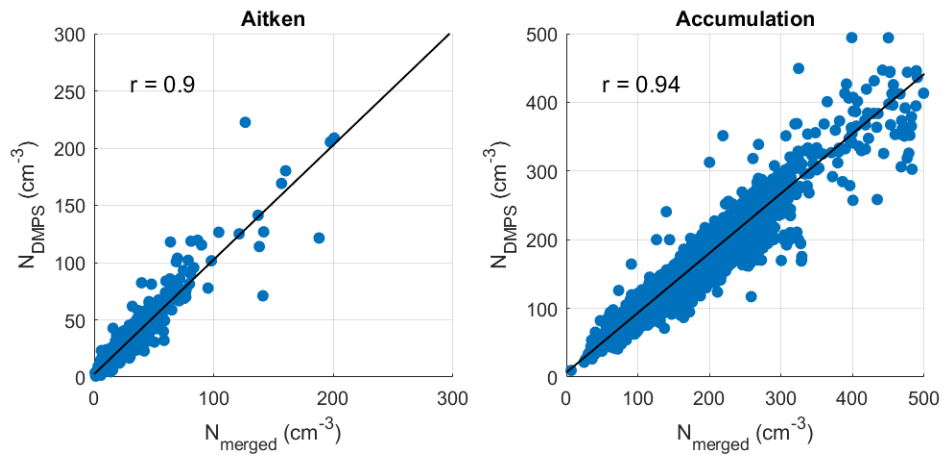 Aitken
300
250
200
150
100
50
0
N_DMPS (cm^-3)
r = 0.9
0
100
200
300
N_merged (cm^-3)
Accumulation
500
400
300
200
100
0
N_DMPS (cm^-3)
r = 0.94
0
100
200
300
400
500
N_merged (cm^-3)